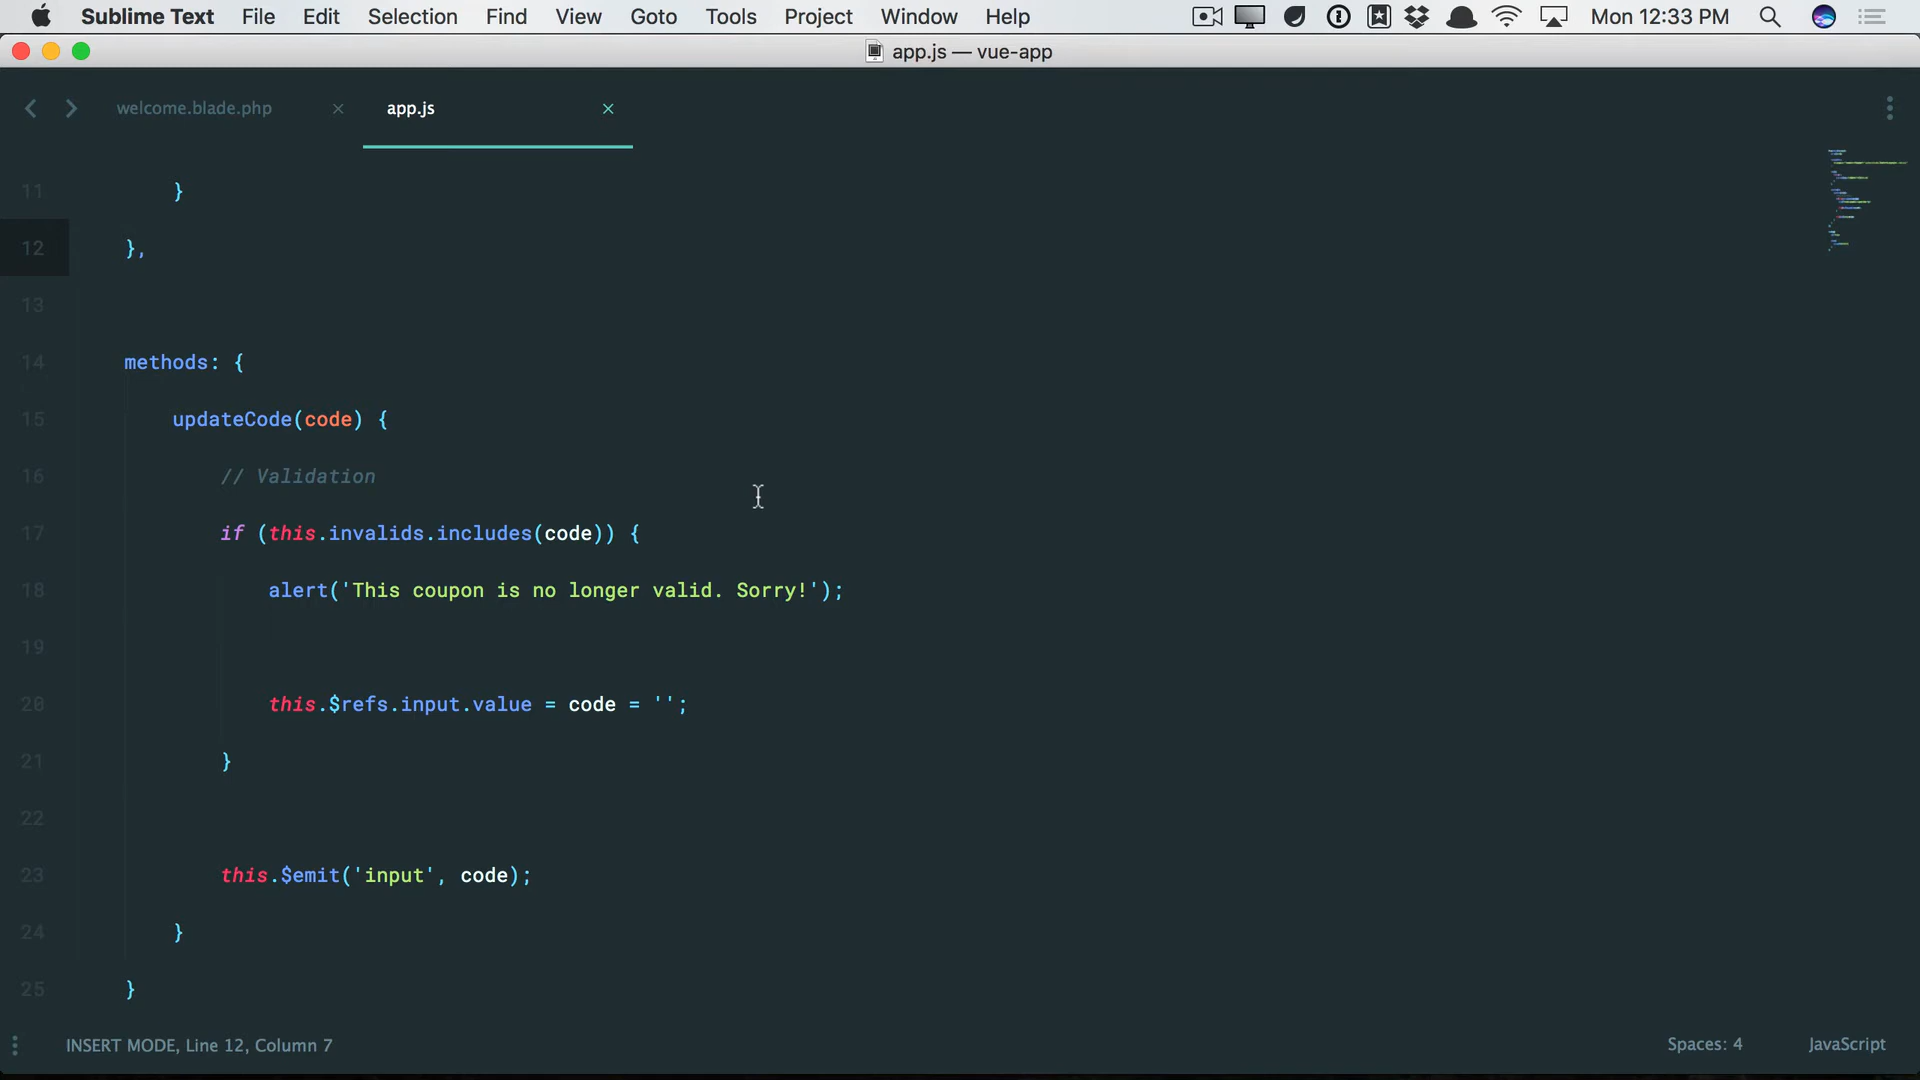 Sublime Text File Edit Selection Find View Goto Tools Project Window Help Mon 12:33 PM
app.js — vue-app
welcome.blade.php × app.js ×
11 }
12 },
13
14 methods: {
15 updateCode(code) {
16 // Validation
17 if (this.invalids.includes(code)) {
18 alert('This coupon is no longer valid. Sorry!');
19
20 this.$refs.input.value = code = '';
21 }
22
23 this.$emit('input', code);
24 }
25 }
INSERT MODE, Line 12, Column 7 Spaces: 4 JavaScript